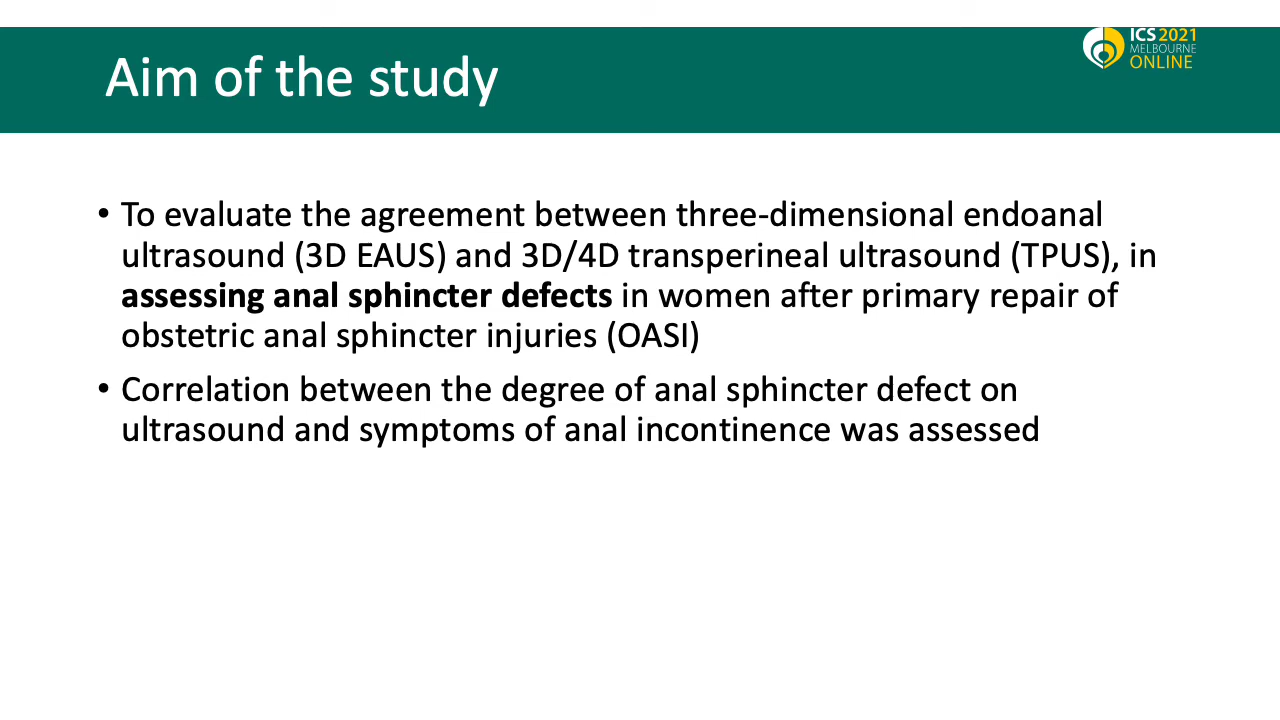 ICS 2021
MELBOURNE
ONLINE
Aim of the study
• To evaluate the agreement between three-dimensional endoanal
ultrasound (3D EAUS) and 3D/4D transperineal ultrasound (TPUS), in
assessing anal sphincter defects in women after primary repair of
obstetric anal sphincter injuries (OASI)
• Correlation between the degree of anal sphincter defect on
ultrasound and symptoms of anal incontinence was assessed